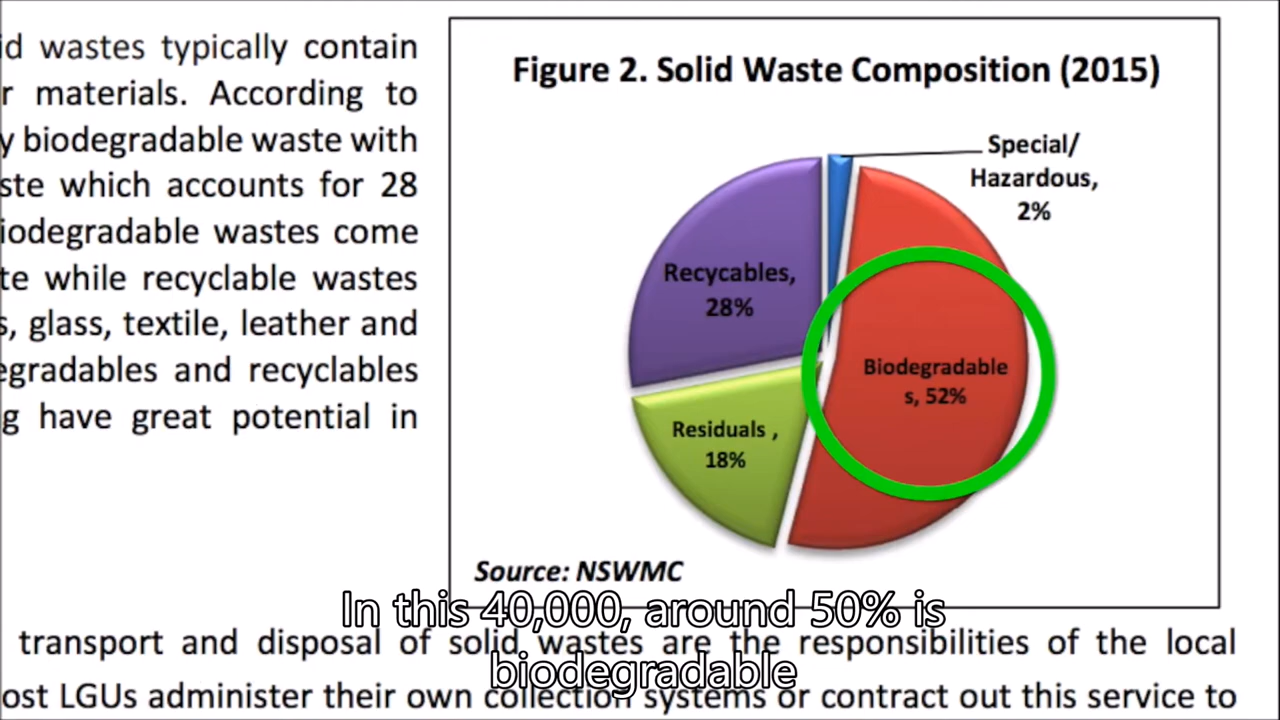 id wastes typically contain
r materials. According to
y biodegradable waste with
ste which accounts for 28
iodegradable wastes come
te while recyclable wastes
s, glass, textile, leather and
egradables and recyclables
g have great potential in
Figure 2. Solid Waste Composition (2015)
Special/
Hazardous,
2%
Recycables,
28%
Biodegradable
s, 52%
Residuals ,
18%
Source: NSWMC
In this 40,000, around 50% is
biodegradable
transport and disposal of solid wastes are the responsibilities of the local
ost LGUs administer their own collection systems or contract out this service to